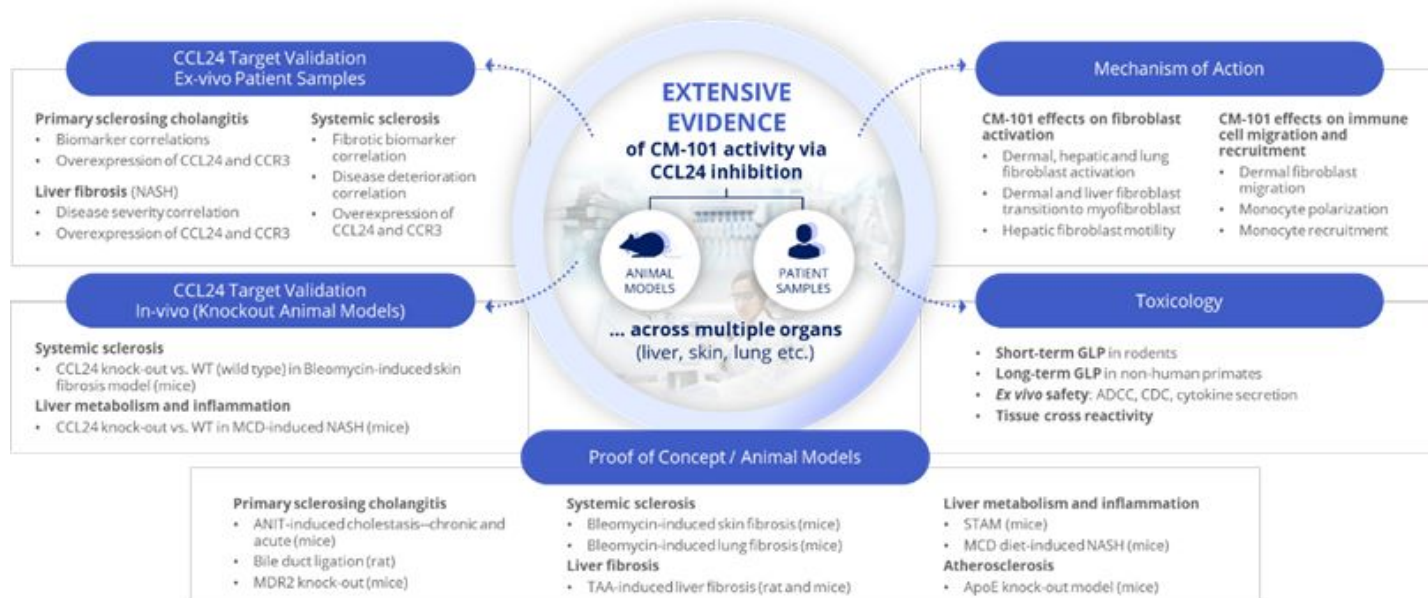 CCL24 Target Validation
Ex-vivo Patient Samples
Primary sclerosing cholangitis
• Biomarker correlations
• Overexpression of CCL24 and CCR3
Liver fibrosis (NASH)
• Disease severity correlation
• Overexpression of CCL24 and CCR3
Systemic sclerosis
• Fibrotic biomarker
correlation
• Disease deterioration
correlation
• Overexpression of
CCL24 and CCR3
EXTENSIVE
EVIDENCE
of CM-101 activity via
CCL24 inhibition
ANIMAL
MODELS
PATIENT
SAMPLES
... across multiple organs
(liver, skin, lung etc.)
Mechanism of Action
CM-101 effects on fibroblast
activation
• Dermal, hepatic and lung
fibroblast activation
• Dermal and liver fibroblast
transition to myofibroblast
• Hepatic fibroblast motility
CM-101 effects on immune
cell migration and
recruitment
• Dermal fibroblast
migration
• Monocyte polarization
• Monocyte recruitment
CCL24 Target Validation
In-vivo (Knockout Animal Models)
Systemic sclerosis
• CCL24 knock-out vs. WT (wild type) in Bleomycin-induced skin
fibrosis model (mice)
Liver metabolism and inflammation
• CCL24 knock-out vs. WT in MCD-induced NASH (mice)
Toxicology
• Short-term GLP in rodents
• Long-term GLP in non-human primates
• Ex vivo safety: ADCC, CDC, cytokine secretion
• Tissue cross reactivity
Proof of Concept / Animal Models
Primary sclerosing cholangitis
• ANIT-induced cholestasis—chronic and
acute (mice)
• Bile duct ligation (rat)
• MDR2 knock-out (mice)
Systemic sclerosis
• Bleomycin-induced skin fibrosis (mice)
• Bleomycin-induced lung fibrosis (mice)
Liver fibrosis
• TAA-induced liver fibrosis (rat and mice)
Liver metabolism and inflammation
• STAM (mice)
• MCD diet-induced NASH (mice)
Atherosclerosis
• ApoE knock-out model (mice)